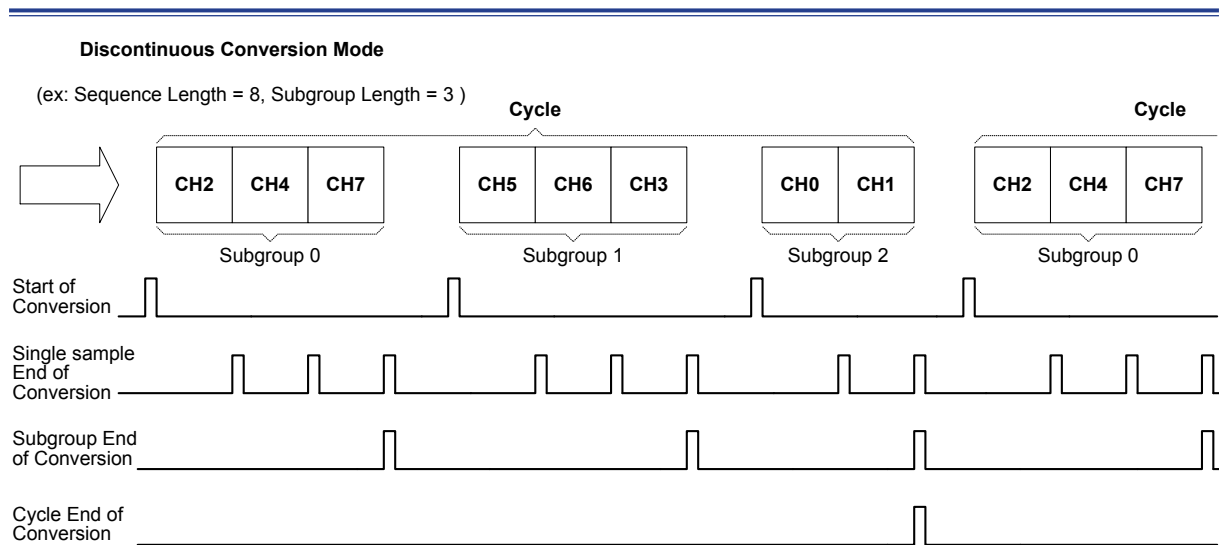 Discontinuous Conversion Mode
(ex: Sequence Length = 8, Subgroup Length = 3 )
Cycle
Cycle
CH2 CH4 CH7 CH5 CH6 CH3 CH0 CH1 CH2 CH4 CH7
Subgroup 0 Subgroup 1 Subgroup 2 Subgroup 0
Start of
Conversion
Single sample
End of
Conversion
Subgroup End
of Conversion
Cycle End of
Conversion